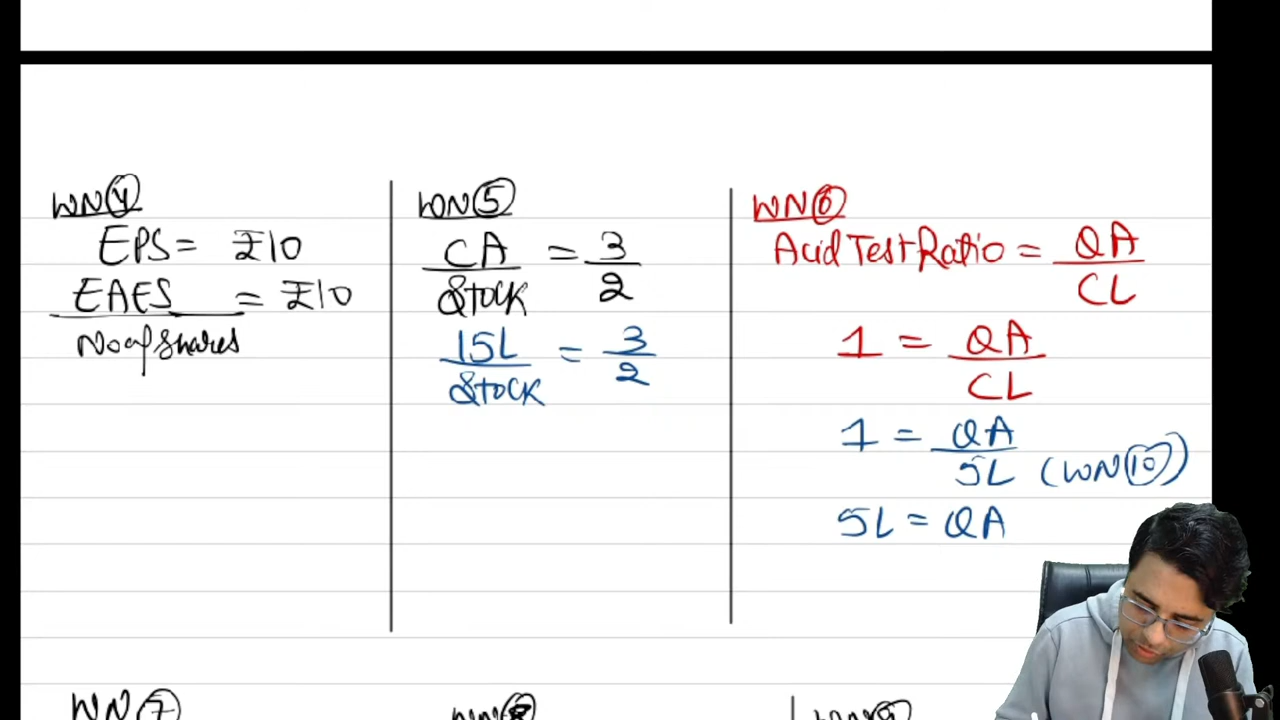 WN④
EPS = ₹10
EAES / No of Shares = ₹10
WN⑤
CA / Stock = 3 / 2
15L / Stock = 3 / 2
WN⑥
Acid Test Ratio = QA / CL
1 = QA / CL
1 = QA / 5L (WN⑩)
5L = QA
WN⑦
WN⑧
WN⑨